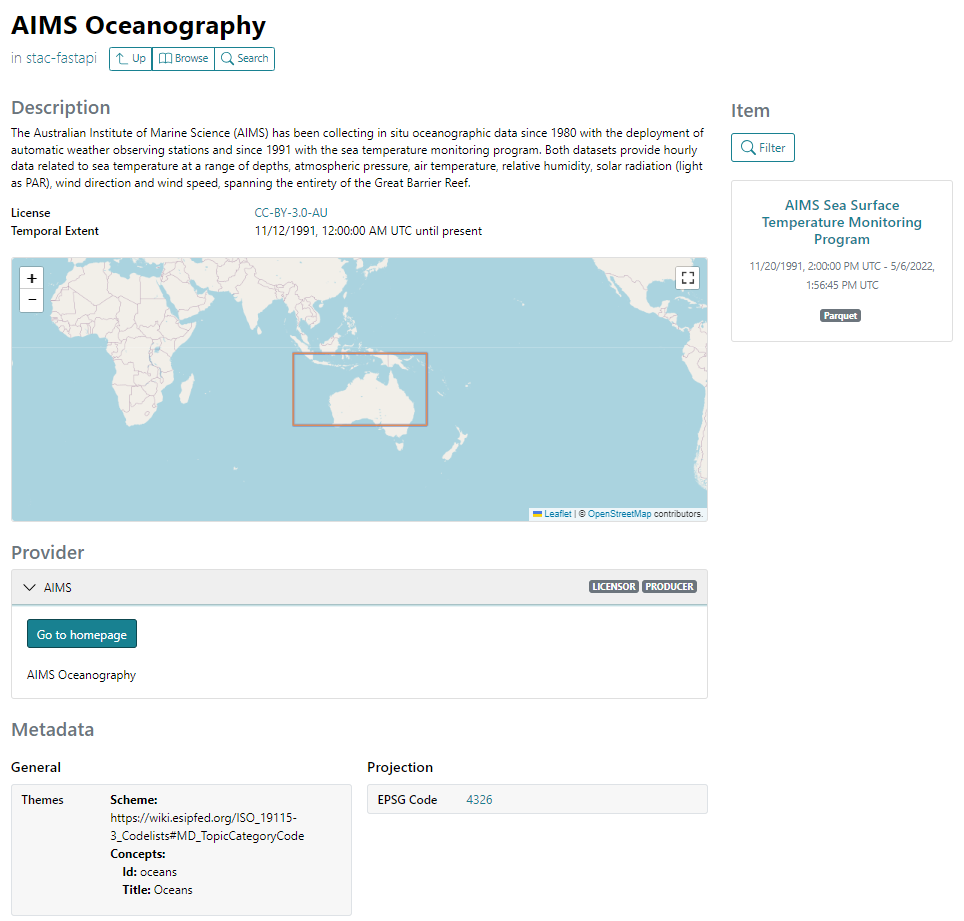 AIMS Oceanography
in stac-fastapi Up Browse Search
Description
The Australian Institute of Marine Science (AIMS) has been collecting in situ oceanographic data since 1980 with the deployment of
automatic weather observing stations and since 1991 with the sea temperature monitoring program. Both datasets provide hourly
data related to sea temperature at a range of depths, atmospheric pressure, air temperature, relative humidity, solar radiation (light
as PAR), wind direction and wind speed, spanning the entirety of the Great Barrier Reef.
License CC-BY-3.0-AU
Temporal Extent 11/12/1991, 12:00:00 AM UTC until present
+
−
Leaflet | © OpenStreetMap contributors.
Provider
AIMS LICENSOR PRODUCER
Go to homepage
AIMS Oceanography
Metadata
General
Themes Scheme:
https://wiki.esipfed.org/ISO_19115-
3_Codelists#MD_TopicCategoryCode
Concepts:
Id: oceans
Title: Oceans
Projection
EPSG Code 4326
Item
Filter
AIMS Sea Surface
Temperature Monitoring
Program
11/20/1991, 2:00:00 PM UTC - 5/6/2022,
1:56:45 PM UTC
Parquet